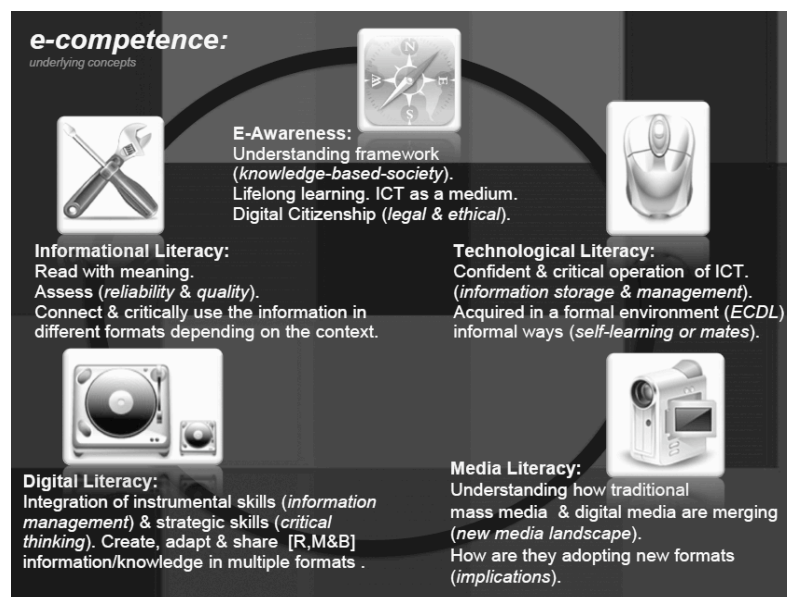 e-competence:
underlying concepts
E-Awareness:
Understanding framework
(knowledge-based-society).
Lifelong learning. ICT as a medium.
Digital Citizenship (legal & ethical).
Informational Literacy:
Read with meaning.
Assess (reliability & quality).
Connect & critically use the information in
different formats depending on the context.
Technological Literacy:
Confident & critical operation of ICT.
(information storage & management).
Acquired in a formal environment (ECDL)
informal ways (self-learning or mates).
Digital Literacy:
Integration of instrumental skills (information
management) & strategic skills (critical
thinking). Create, adapt & share [R,M&B]
information/knowledge in multiple formats .
Media Literacy:
Understanding how traditional
mass media & digital media are merging
(new media landscape).
How are they adopting new formats
(implications).
N
W
E
S